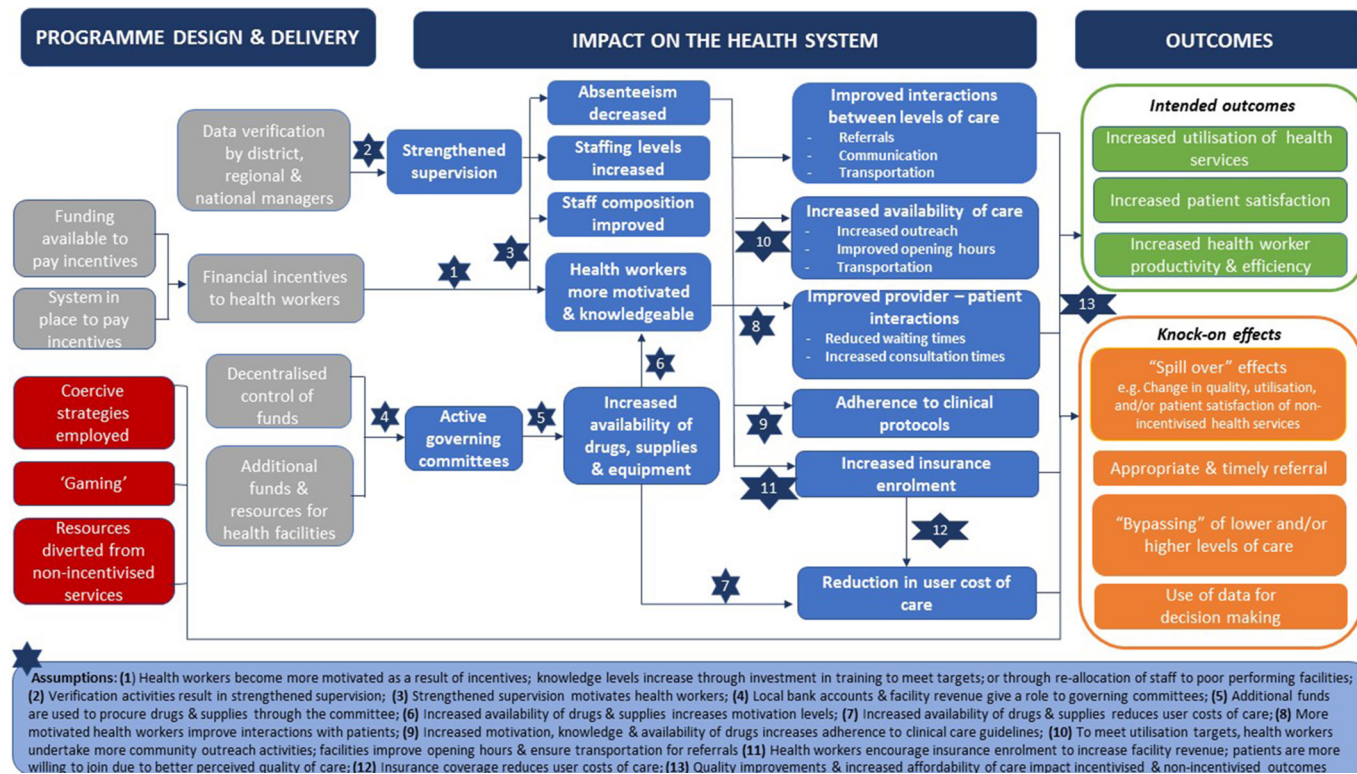 PROGRAMME DESIGN & DELIVERY
IMPACT ON THE HEALTH SYSTEM
OUTCOMES
Data verification
by district,
regional &
national managers
Funding
available to
pay incentives
System in
place to pay
incentives
Financial incentives
to health workers
Coercive
strategies
employed
'Gaming'
Resources
diverted from
non-incentivised
services
Decentralised
control of
funds
Additional
funds &
resources for
health facilities
2
1
3
4
5
6
7
Strengthened
supervision
Active
governing
committees
Absenteeism
decreased
Staffing levels
increased
Staff composition
improved
Health workers
more motivated
& knowledgeable
Increased
availability of
drugs, supplies
& equipment
10
8
9
11
12
13
Improved interactions
between levels of care
- Referrals
- Communication
- Transportation
Increased availability of care
- Increased outreach
- Improved opening hours
- Transportation
Improved provider – patient
interactions
- Reduced waiting times
- Increased consultation times
Adherence to clinical
protocols
Increased insurance
enrolment
Reduction in user cost of
care
Intended outcomes
Increased utilisation of health
services
Increased patient satisfaction
Increased health worker
productivity & efficiency
Knock-on effects
"Spill over" effects
e.g. Change in quality, utilisation,
and/or patient satisfaction of non-
incentivised health services
Appropriate & timely referral
"Bypassing" of lower and/or
higher levels of care
Use of data for
decision making
Assumptions: (1) Health workers become more motivated as a result of incentives; knowledge levels increase through investment in training to meet targets; or through re-allocation of staff to poor performing facilities;
(2) Verification activities result in strengthened supervision; (3) Strengthened supervision motivates health workers; (4) Local bank accounts & facility revenue give a role to governing committees; (5) Additional funds
are used to procure drugs & supplies through the committee; (6) Increased availability of drugs & supplies increases motivation levels; (7) Increased availability of drugs & supplies reduces user costs of care; (8) More
motivated health workers improve interactions with patients; (9) Increased motivation, knowledge & availability of drugs increases adherence to clinical care guidelines; (10) To meet utilisation targets, health workers
undertake more community outreach activities; facilities improve opening hours & ensure transportation for referrals (11) Health workers encourage insurance enrolment to increase facility revenue; patients are more
willing to join due to better perceived quality of care; (12) Insurance coverage reduces user costs of care; (13) Quality improvements & increased affordability of care impact incentivised & non-incentivised outcomes